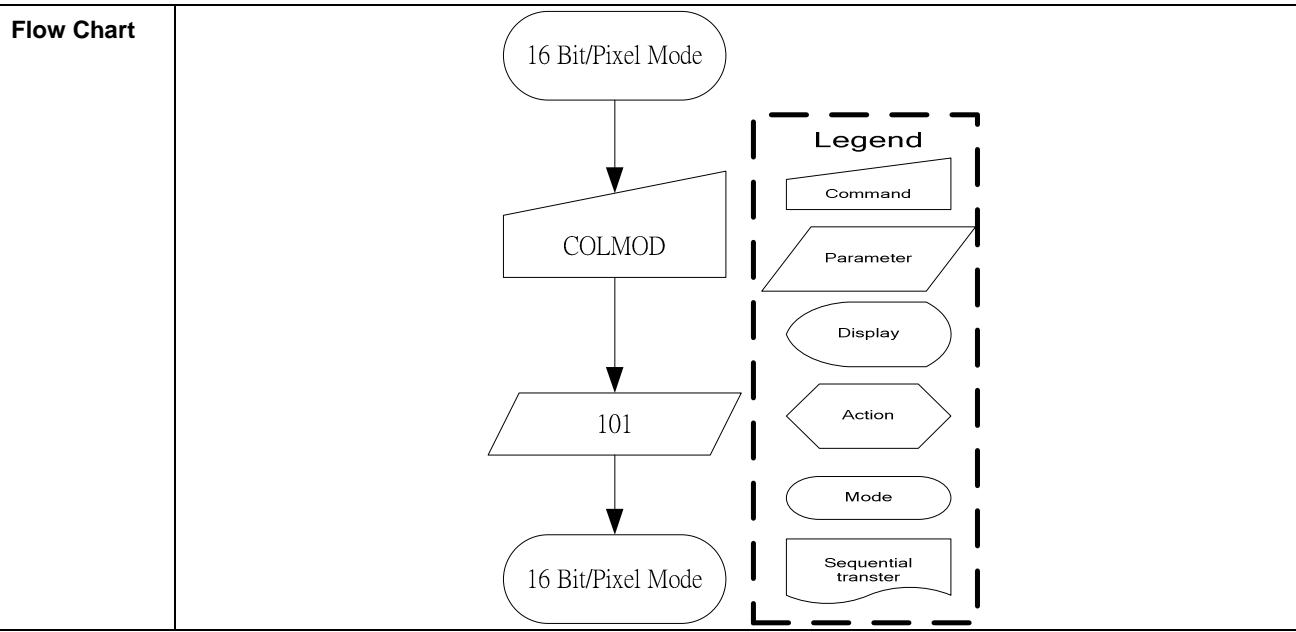 Flow Chart
16 Bit/Pixel Mode
COLMOD
101
16 Bit/Pixel Mode
Legend
Command
Parameter
Display
Action
Mode
Sequential
transter